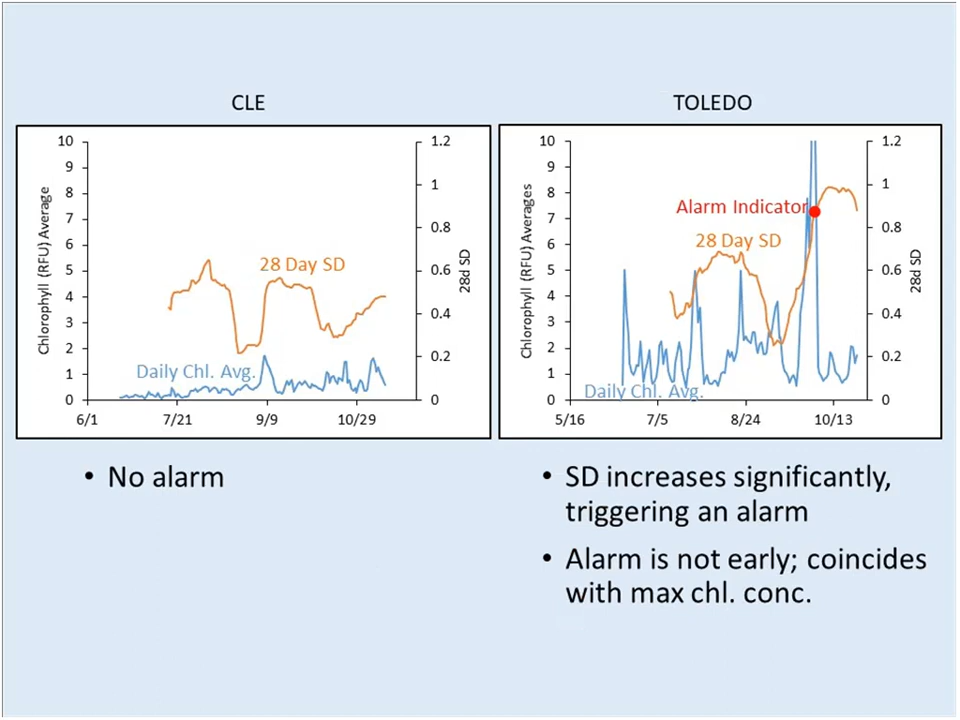 CLE
10
9
8
7
6
5
4
3
2
1
0
Chlorophyll (RFU) Average
1.2
1
0.8
0.6
0.4
0.2
0
28d SD
28 Day SD
Daily Chl. Avg.
6/1 7/21 9/9 10/29
• No alarm
TOLEDO
10
9
8
7
6
5
4
3
2
1
0
Chlorophyll (RFU) Averages
1.2
1
0.8
0.6
0.4
0.2
0
28d SD
Alarm Indicator
28 Day SD
Daily Chl. Avg.
5/16 7/5 8/24 10/13
• SD increases significantly,
triggering an alarm
• Alarm is not early; coincides
with max chl. conc.